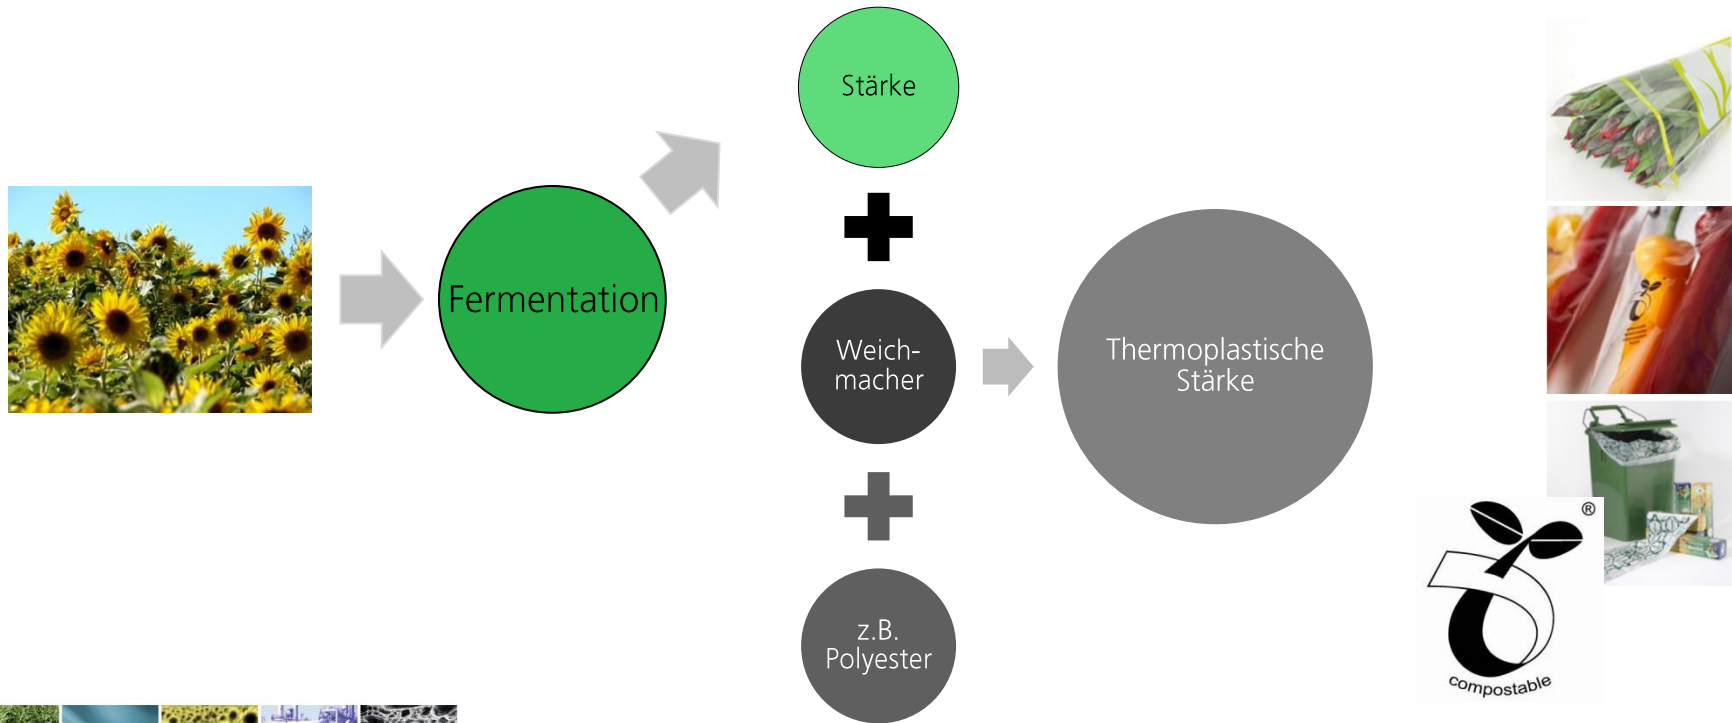 Stärke
Fermentation
Weich-
macher
Thermoplastische
Stärke
z.B.
Polyester
®
compostable